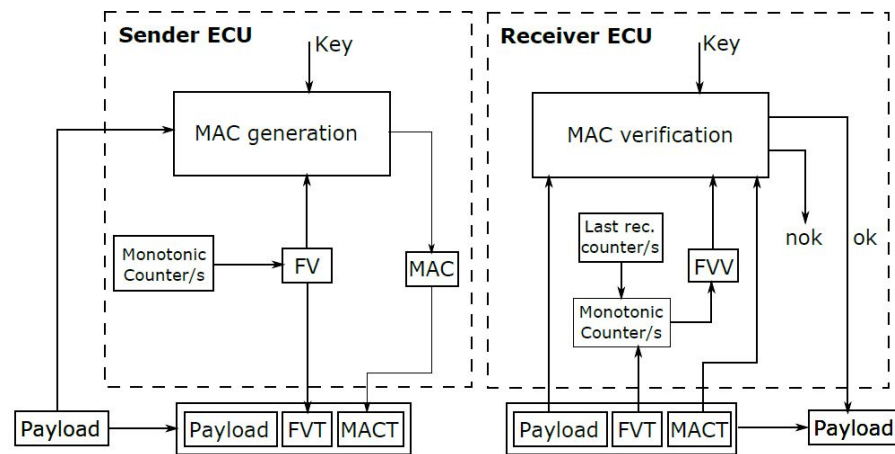 Sender ECU
Key
MAC generation
Monotonic
Counter/s
FV
MAC
Payload
Payload
FVT
MACT
Receiver ECU
Key
MAC verification
Last rec.
counter/s
FVV
nok
ok
Monotonic
Counter/s
Payload
FVT
MACT
Payload